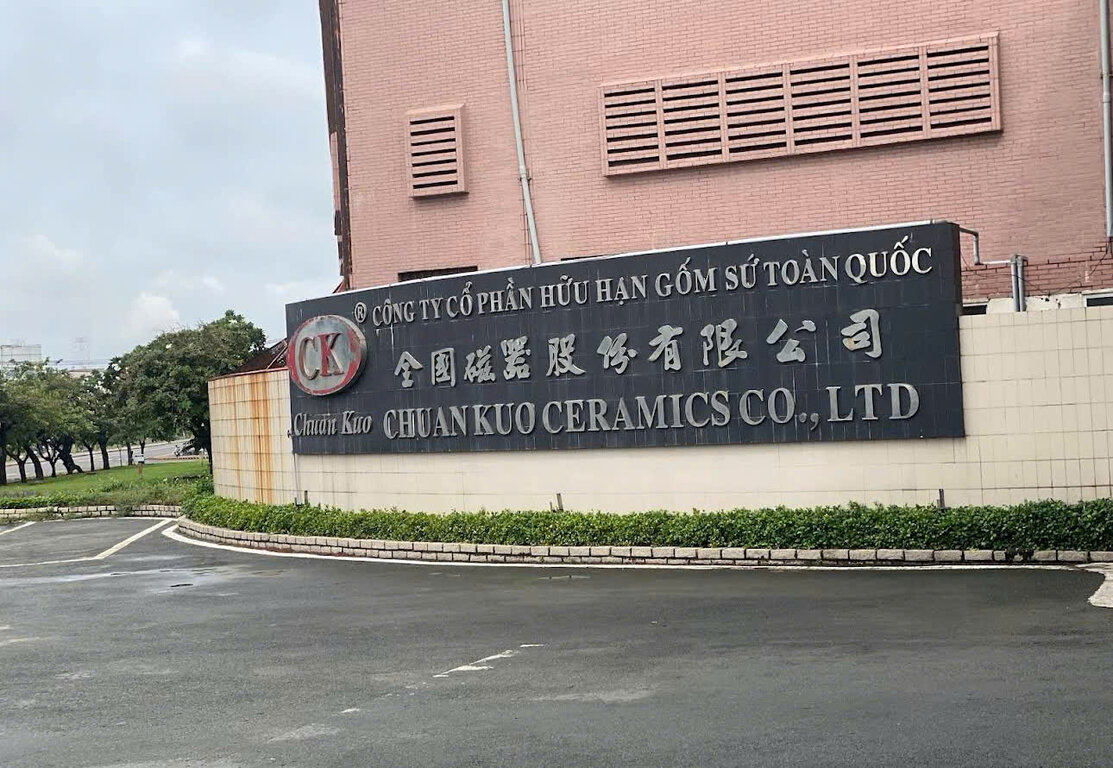 ® CÔNG TY CỔ PHẦN HỮU HẠN GỐM SỨ TOÀN QUỐC
CK
全國磁器股份有限公司
Chuan Kuo
CHUAN KUO CERAMICS CO., LTD